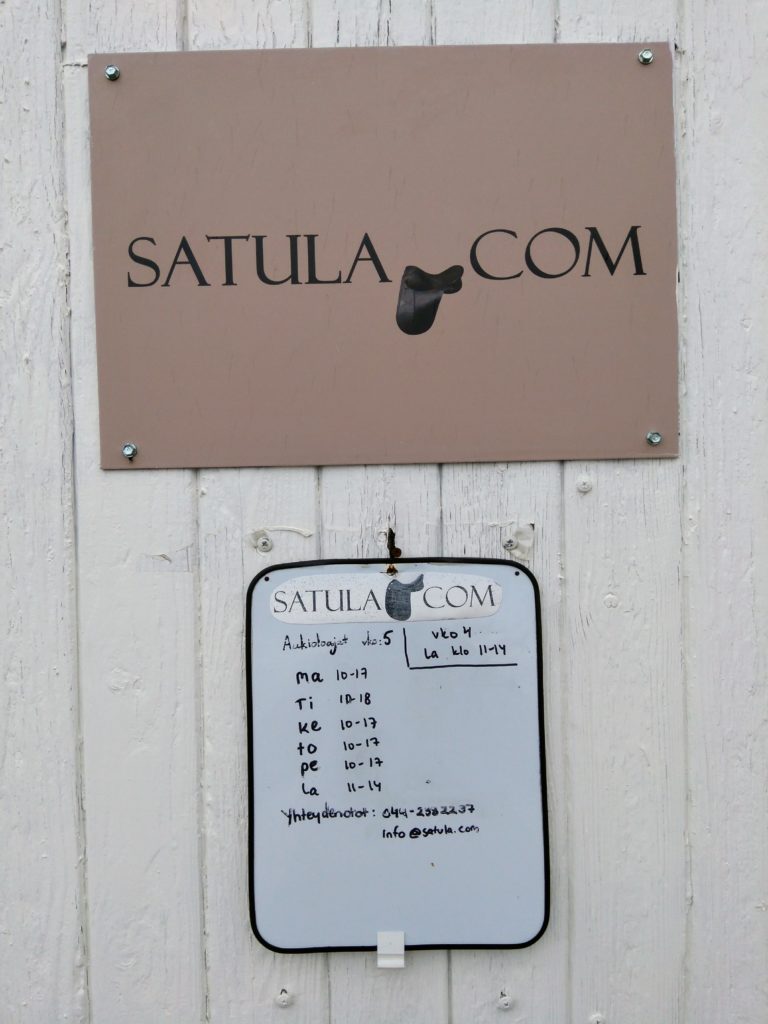 SATULA COM
SATULA COM
Aukioloajat vko: 5
vko 4
La klo 11-14
ma 10-17
Ti 10-18
ke 10-17
to 10-17
pe 10-17
La 11-14
Yhteydenotot: 044-2982237
info@satula.com